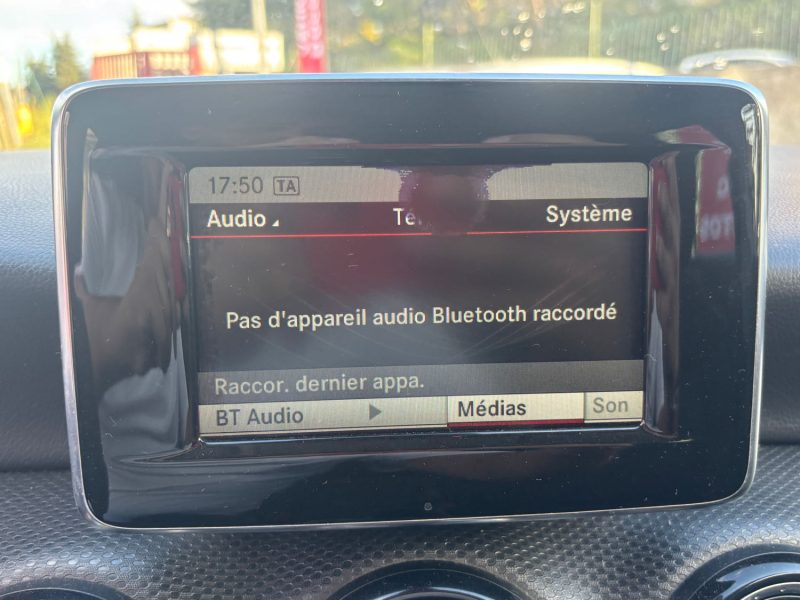 17:50 TA
Audio Système
Pas d'appareil audio Bluetooth raccordé
Raccor. dernier appa.
BT Audio Médias Son